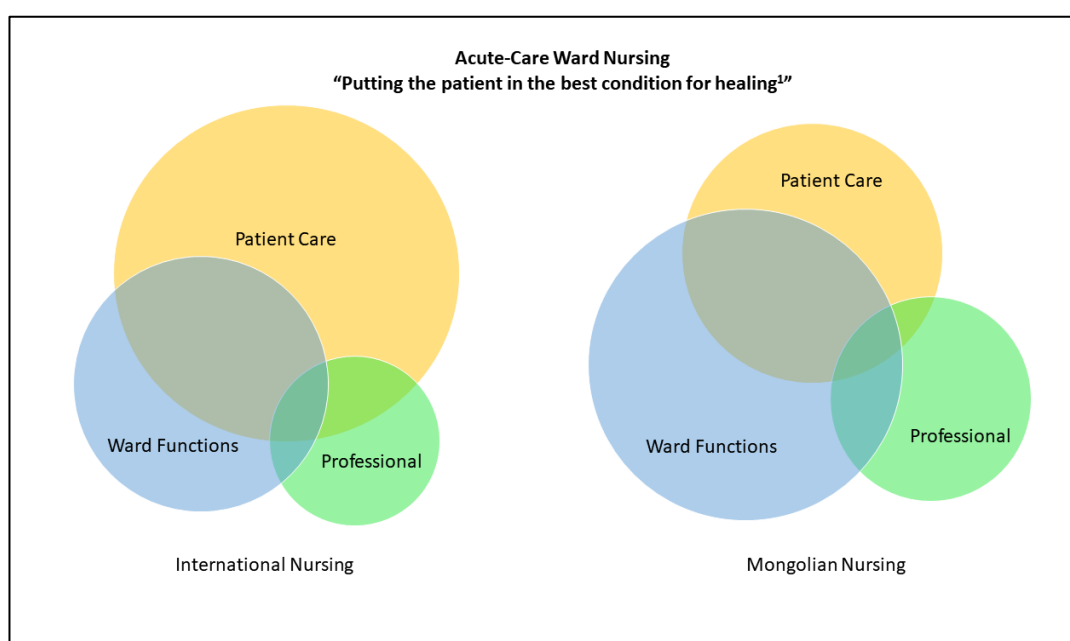 Acute-Care Ward Nursing
“Putting the patient in the best condition for healing¹”
Patient Care
Ward Functions
Professional
International Nursing
Patient Care
Ward Functions
Professional
Mongolian Nursing